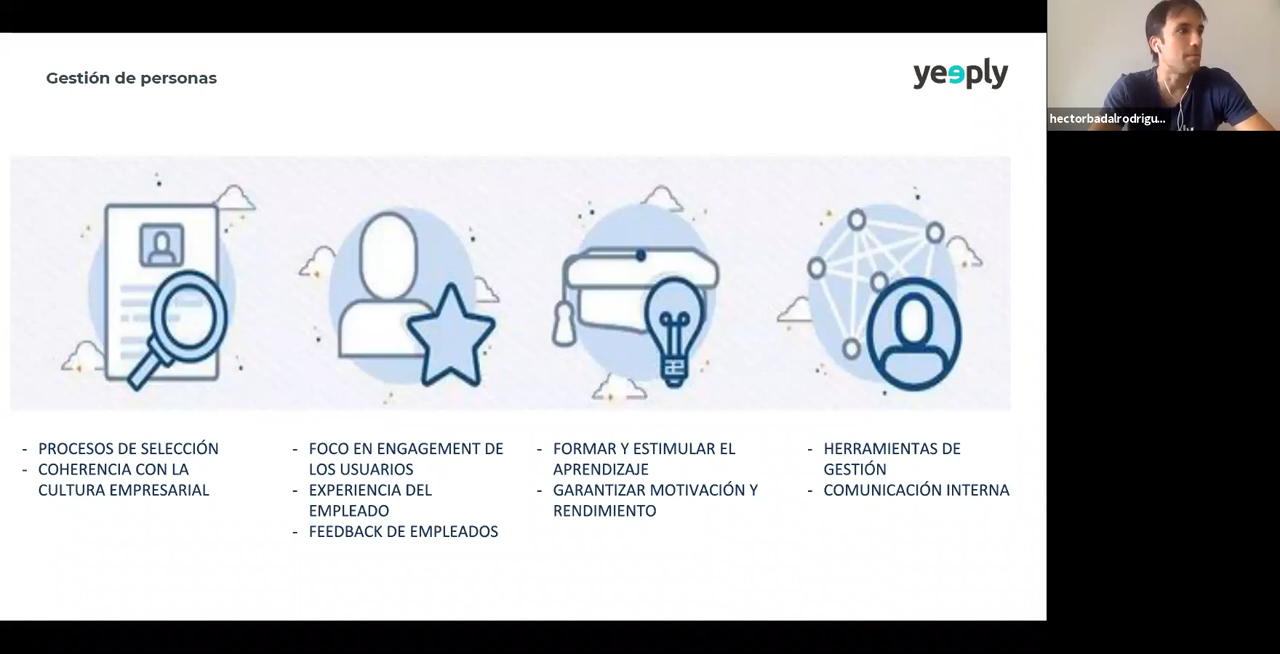 Gestión de personas
yeeply
hectorbadalrodrigu...
- PROCESOS DE SELECCIÓN
- COHERENCIA CON LA
CULTURA EMPRESARIAL
- FOCO EN ENGAGEMENT DE
LOS USUARIOS
- EXPERIENCIA DEL
EMPLEADO
- FEEDBACK DE EMPLEADOS
- FORMAR Y ESTIMULAR EL
APRENDIZAJE
- GARANTIZAR MOTIVACIÓN Y
RENDIMIENTO
- HERRAMIENTAS DE
GESTIÓN
- COMUNICACIÓN INTERNA